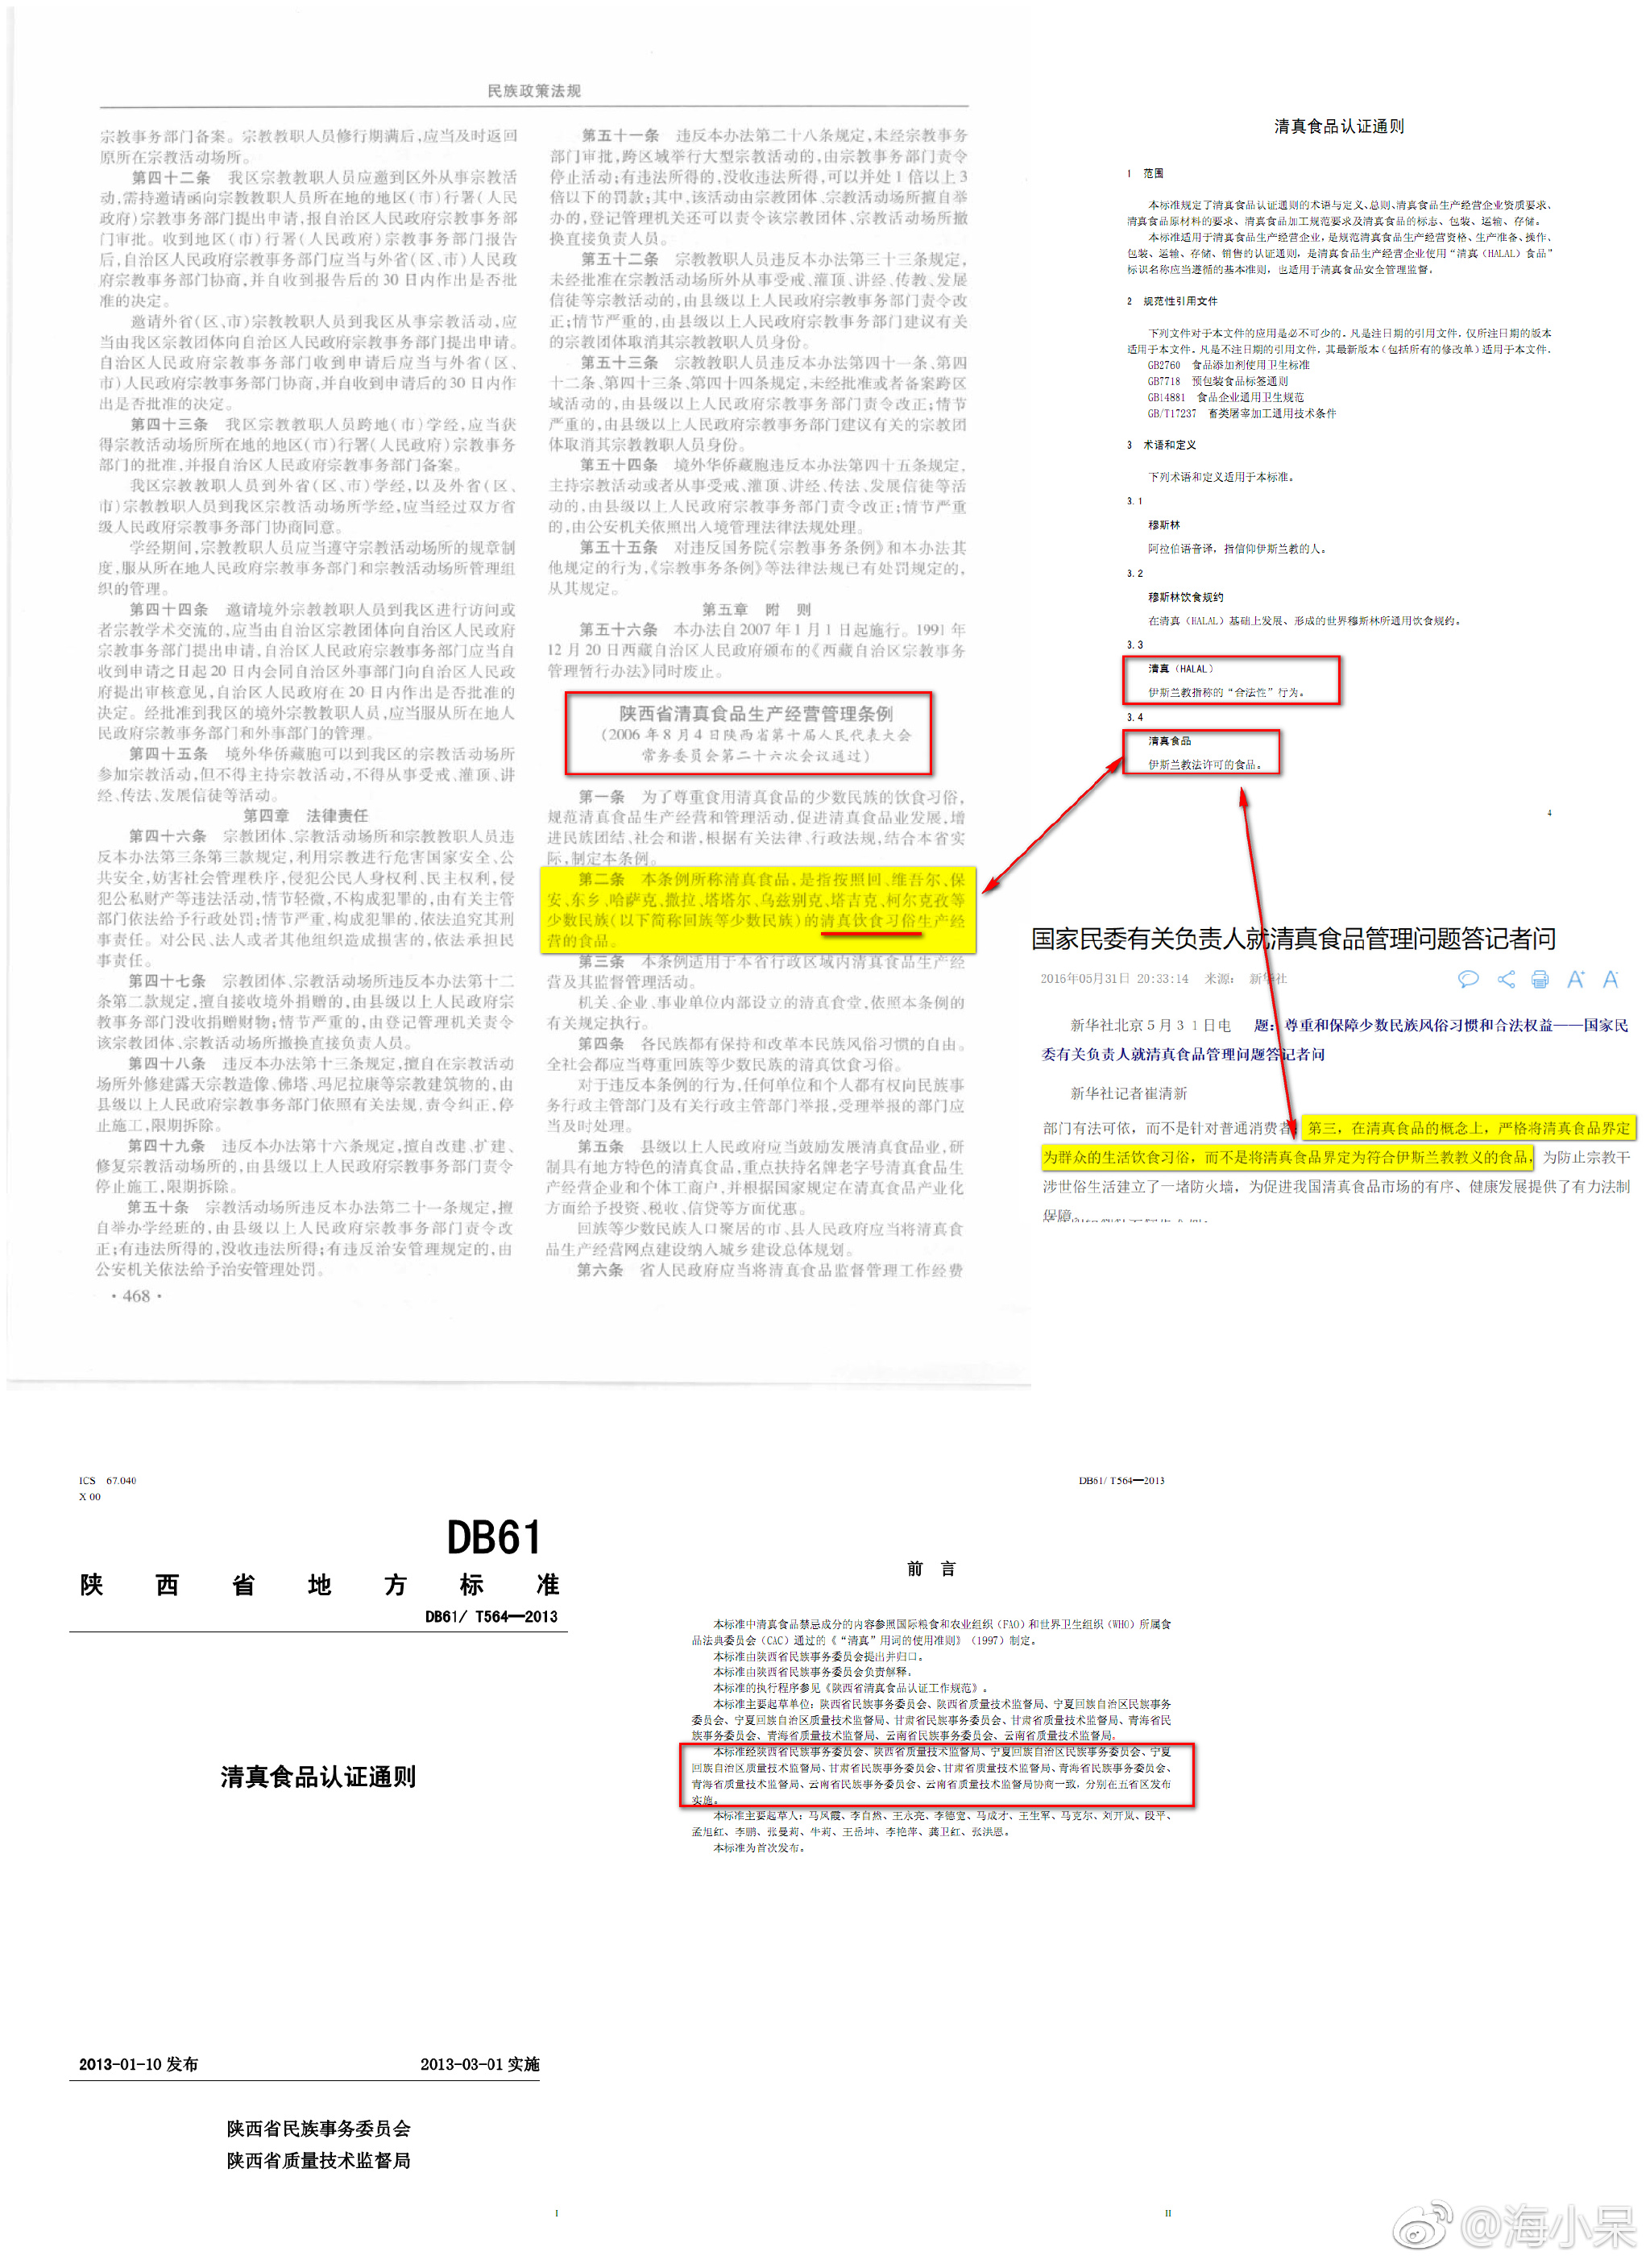 民族政策法规
宗教事务部门备案。宗教教职人员修行期满后,应当及时返回
原所在宗教活动场所。
第四十二条 我区宗教教职人员应邀到区外从事宗教活
动,需持邀请函向宗教教职人员所在地的地区(市)行署(人民
政府)宗教事务部门提出申请,报自治区人民政府宗教事务部
门审批。收到地区(市)行署(人民政府)宗教事务部门报告
后,自治区人民政府宗教事务部门应当与外省(区、市)人民政
府宗教事务部门协商,并自收到报告后的 30 日内作出是否批
准的决定。
邀请外省(区、市)宗教教职人员到我区从事宗教活动,应
当由我区宗教团体向自治区人民政府宗教事务部门提出申请。
自治区人民政府宗教事务部门收到申请后应当与外省(区、
市)人民政府宗教事务部门协商,并自收到申请后的 30 日内作
出是否批准的决定。
第四十三条 我区宗教教职人员跨地(市)学经,应当获
得宗教活动场所所在地的地区(市)行署(人民政府)宗教事务
部门的批准,并报自治区人民政府宗教事务部门备案。
我区宗教教职人员到外省(区、市)学经,以及外省(区、
市)宗教教职人员到我区宗教活动场所学经,应当经过双方省
级人民政府宗教事务部门协商同意。
学经期间,宗教教职人员应当遵守宗教活动场所的规章制
度,服从所在地人民政府宗教事务部门和宗教活动场所管理组
织的管理。
第四十四条 邀请境外宗教教职人员到我区进行访问或
者宗教学术交流的,应当由自治区宗教团体向自治区人民政府
宗教事务部门提出申请,自治区人民政府宗教事务部门应当自
收到申请之日起 20 日内会同自治区外事部门向自治区人民政
府提出审核意见,自治区人民政府在 20 日内作出是否批准的
决定。经批准到我区的境外宗教教职人员,应当服从所在地人
民政府宗教事务部门和外事部门的管理。
第四十五条 境外华侨藏胞可以到我区的宗教活动场所
参加宗教活动,但不得主持宗教活动,不得从事受戒、灌顶、讲
经、传法、发展信徒等活动。
第四章 法律责任
第四十六条 宗教团体、宗教活动场所和宗教教职人员违
反本办法第三条第三款规定,利用宗教进行危害国家安全、公
共安全,妨害社会管理秩序,侵犯公民人身权利、民主权利,侵
犯公私财产等违法活动,情节轻微,不构成犯罪的,由有关主管
部门依法给予行政处罚;情节严重,构成犯罪的,依法追究其刑
事责任。对公民、法人或者其他组织造成损害的,依法承担民
事责任。
第四十七条 宗教团体、宗教活动场所违反本办法第十二
条第二款规定,擅自接收境外捐赠的,由县级以上人民政府宗
教事务部门没收捐赠财物;情节严重的,由登记管理机关责令
该宗教团体、宗教活动场所撤换直接负责人员。
第四十八条 违反本办法第十三条规定,擅自在宗教活动
场所外修建露天宗教造像、佛塔、玛尼拉康等宗教建筑物的,由
县级以上人民政府宗教事务部门依照有关法规,责令纠正,停
止施工,限期拆除。
第四十九条 违反本办法第十六条规定,擅自改建、扩建、
修复宗教活动场所的,由县级以上人民政府宗教事务部门责令
停止施工,限期拆除。
第五十条 宗教活动场所违反本办法第二十一条规定,擅
自举办学经班的,由县级以上人民政府宗教事务部门责令改
正;有违法所得的,没收违法所得;有违反治安管理规定的,由
公安机关依法给予治安管理处罚。
· 468 ·
第五十一条 违反本办法第二十八条规定,未经宗教事务
部门审批,跨区域举行大型宗教活动的,由宗教事务部门责令
停止活动;有违法所得的,没收违法所得,可以并处 1 倍以上 3
倍以下的罚款;其中,该活动由宗教团体、宗教活动场所擅自举
办的,登记管理机关还可以责令该宗教团体、宗教活动场所撤
换直接负责人员。
第五十二条 宗教教职人员违反本办法第三十三条规定,
未经批准在宗教活动场所外从事受戒、灌顶、讲经、传教、发展
信徒等宗教活动的,由县级以上人民政府宗教事务部门责令改
正;情节严重的,由县级以上人民政府宗教事务部门建议有关
的宗教团体取消其宗教教职人员身份。
第五十三条 宗教教职人员违反本办法第四十一条、第四
十二条、第四十三条、第四十四条规定,未经批准或者备案跨区
域活动的,由县级以上人民政府宗教事务部门责令改正;情节
严重的,由县级以上人民政府宗教事务部门建议有关的宗教团
体取消其宗教教职人员身份。
第五十四条 境外华侨藏胞违反本办法第四十五条规定,
主持宗教活动或者从事受戒、灌顶、讲经、传法、发展信徒等活
动的,由县级以上人民政府宗教事务部门责令改正;情节严重
的,由公安机关依照出入境管理法律法规处理。
第五十五条 对违反国务院《宗教事务条例》和本办法其
他规定的行为,《宗教事务条例》等法律法规已有处罚规定的,
从其规定。
第五章 附 则
第五十六条 本办法自 2007 年 1 月 1 日起施行。1991 年
12 月 20 日西藏自治区人民政府颁布的《西藏自治区宗教事务
管理暂行办法》同时废止。
陕西省清真食品生产经营管理条例
(2006 年 8 月 4 日陕西省第十届人民代表大会
常务委员会第二十六次会议通过)
第一条 为了尊重食用清真食品的少数民族的饮食习俗,
规范清真食品生产经营和管理活动,促进清真食品业发展,增
进民族团结、社会和谐,根据有关法律、行政法规,结合本省实
际,制定本条例。
第二条 本条例所称清真食品,是指按照回、维吾尔、保
安、东乡、哈萨克、撒拉、塔塔尔、乌兹别克、塔吉克、柯尔克孜等
少数民族(以下简称回族等少数民族)的清真饮食习俗生产经
营的食品。
第三条 本条例适用于本省行政区域内清真食品生产经
营及其监督管理活动。
机关、企业、事业单位内部设立的清真食堂,依照本条例的
有关规定执行。
第四条 各民族都有保持和改革本民族风俗习惯的自由。
全社会都应当尊重回族等少数民族的清真饮食习俗。
对于违反本条例的行为,任何单位和个人都有权向民族事
务行政主管部门及有关行政主管部门举报,受理举报的部门应
当及时处理。
第五条 县级以上人民政府应当鼓励发展清真食品业,研
制具有地方特色的清真食品,重点扶持名牌老字号清真食品生
产经营企业和个体工商户,并根据国家规定在清真食品产业化
方面给予投资、税收、信贷等方面优惠。
回族等少数民族人口聚居的市、县人民政府应当将清真食
品生产经营网点建设纳入城乡建设总体规划。
第六条 省人民政府应当将清真食品监督管理工作经费
清真食品认证通则
1 范围
本标准规定了清真食品认证通则的术语与定义、总则、清真食品生产经营企业资质要求、
清真食品原材料的要求、清真食品加工规范要求及清真食品的标志、包装、运输、存储。
本标准适用于清真食品生产经营企业,是规范清真食品生产经营资格、生产准备、操作、
包装、运输、存储、销售的认证通则,是清真食品生产经营企业使用“清真(HALAL)食品”
标识名称应当遵循的基本准则,也适用于清真食品安全管理监督。
2 规范性引用文件
下列文件对于本文件的应用是必不可少的。凡是注日期的引用文件,仅所注日期的版本
适用于本文件。凡是不注日期的引用文件,其最新版本(包括所有的修改单)适用于本文件。
GB2760 食品添加剂使用卫生标准
GB7718 预包装食品标签通则
GB14881 食品企业通用卫生规范
GB/T17237 畜类屠宰加工通用技术条件
3 术语和定义
下列术语和定义适用于本标准。
3.1
穆斯林
阿拉伯语音译,指信仰伊斯兰教的人。
3.2
穆斯林饮食规约
在清真(HALAL)基础上发展、形成的世界穆斯林所通用饮食规约。
3.3
清真(HALAL)
伊斯兰教指称的“合法性”行为。
3.4
清真食品
伊斯兰教法许可的食品。
4
国家民委有关负责人就清真食品管理问题答记者问
2016年05月31日 20:33:14 来源: 新华社
新华社北京５月３１日电 题:尊重和保障少数民族风俗习惯和合法权益——国家民
委有关负责人就清真食品管理问题答记者问
新华社记者崔清新
部门有法可依,而不是针对普通消费者。第三,在清真食品的概念上,严格将清真食品界定
为群众的生活饮食习俗,而不是将清真食品界定为符合伊斯兰教教义的食品,为防止宗教干
涉世俗生活建立了一堵防火墙,为促进我国清真食品市场的有序、健康发展提供了有力法制
保障。
ICS 67.040
X 00
DB61
陕西省地方标准
DB61/ T564—2013
清真食品认证通则
2013-01-10 发布 2013-03-01 实施
陕西省民族事务委员会
陕西省质量技术监督局
I
DB61/ T564—2013
前 言
本标准中清真食品禁忌成分的内容参照国际粮食和农业组织(FAO)和世界卫生组织(WHO)所属食
品法典委员会(CAC)通过的《“清真”用词的使用准则》(1997)制定。
本标准由陕西省民族事务委员会提出并归口。
本标准由陕西省民族事务委员会负责解释。
本标准的执行程序参见《陕西省清真食品认证工作规范》。
本标准主要起草单位:陕西省民族事务委员会、陕西省质量技术监督局、宁夏回族自治区民族事务
委员会、宁夏回族自治区质量技术监督局、甘肃省民族事务委员会、甘肃省质量技术监督局、青海省民
族事务委员会、青海省质量技术监督局、云南省民族事务委员会、云南省质量技术监督局。
本标准经陕西省民族事务委员会、陕西省质量技术监督局、宁夏回族自治区民族事务委员会、宁夏
回族自治区质量技术监督局、甘肃省民族事务委员会、甘肃省质量技术监督局、青海省民族事务委员会、
青海省质量技术监督局、云南省民族事务委员会、云南省质量技术监督局协商一致,分别在五省区发布
实施。
本标准主要起草人:马凤霞、李自然、王永亮、李德宽、马成才、王生军、马克尔、刘开凤、段平、
孟旭红、李鹏、张曼莉、牛莉、王岳坤、李艳萍、龚卫红、张洪恩。
本标准为首次发布。
II
@海小呆